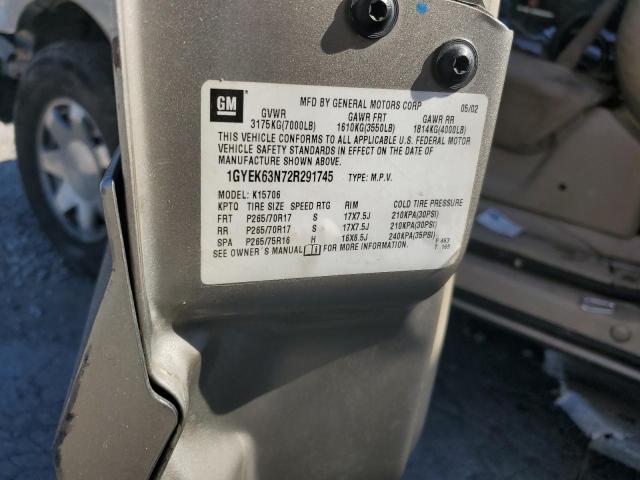 GM
MFD BY GENERAL MOTORS CORP 05/02
GVWR GAWR FRT GAWR RR
3175KG(7000LB) 1610KG(3550LB) 1814KG(4000LB)
THIS VEHICLE CONFORMS TO ALL APPLICABLE U.S. FEDERAL MOTOR
VEHICLE SAFETY STANDARDS IN EFFECT ON THE DATE OF
MANUFACTURE SHOWN ABOVE.
1GYEK63N72R291745 TYPE: M.P.V.
MODEL: K15706
KPTQ TIRE SIZE SPEED RTG RIM COLD TIRE PRESSURE
FRT P265/70R17 S 17X7.5J 210KPA(30PSI)
RR P265/70R17 S 17X7.5J 210KPA(30PSI)
SPA P265/75R16 H 16X6.5J 240KPA(35PSI)
SEE OWNER'S MANUAL FOR MORE INFORMATION.
F 463
T 169